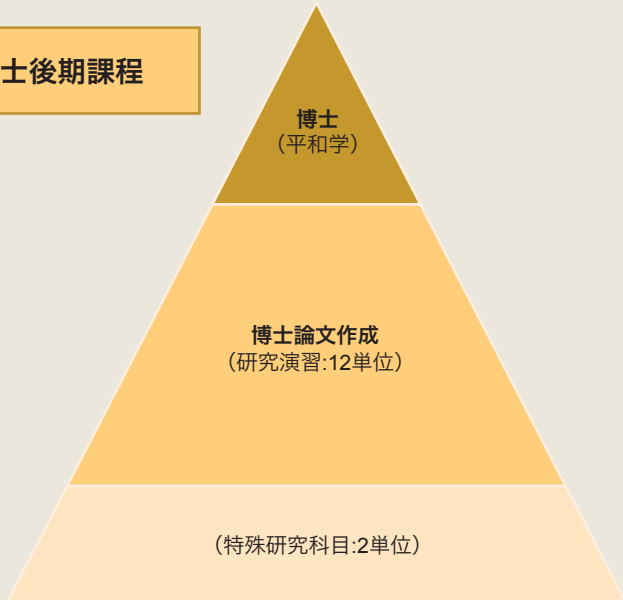 士後期課程
博士
（平和学）
博士論文作成
（研究演習:12単位）
（特殊研究科目:2単位）